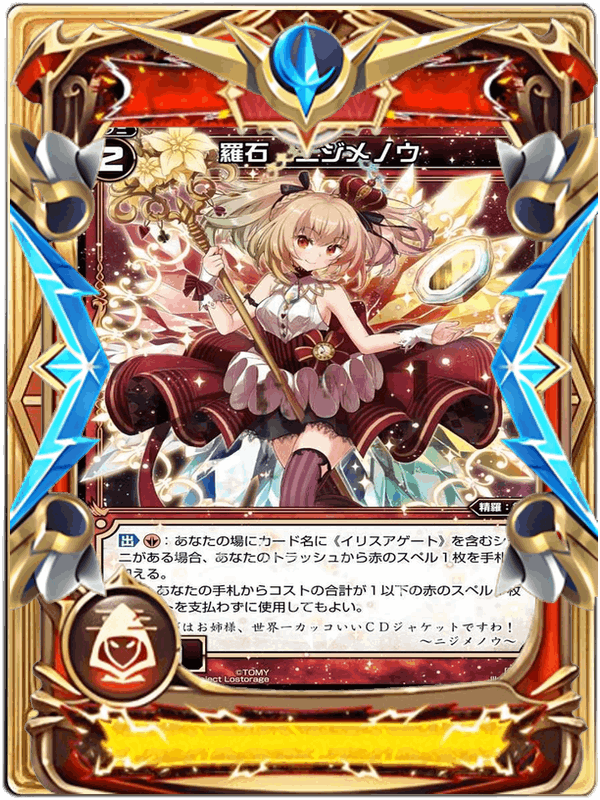 2
羅石 ニジメノウ
精羅：
出 ：あなたの場にカード名に《イリスアゲート》を含むシ
ニがある場合、あなたのトラッシュから赤のスペル１枚を手札
える。
あなたの手札からコストの合計が１以下の赤のスペル 枚
を支払わずに使用してもよい。
はお姉様、世界一カッコいいＣＤジャケットですわ！
～ニジメノウ～
©TOMY
ject Lostorage